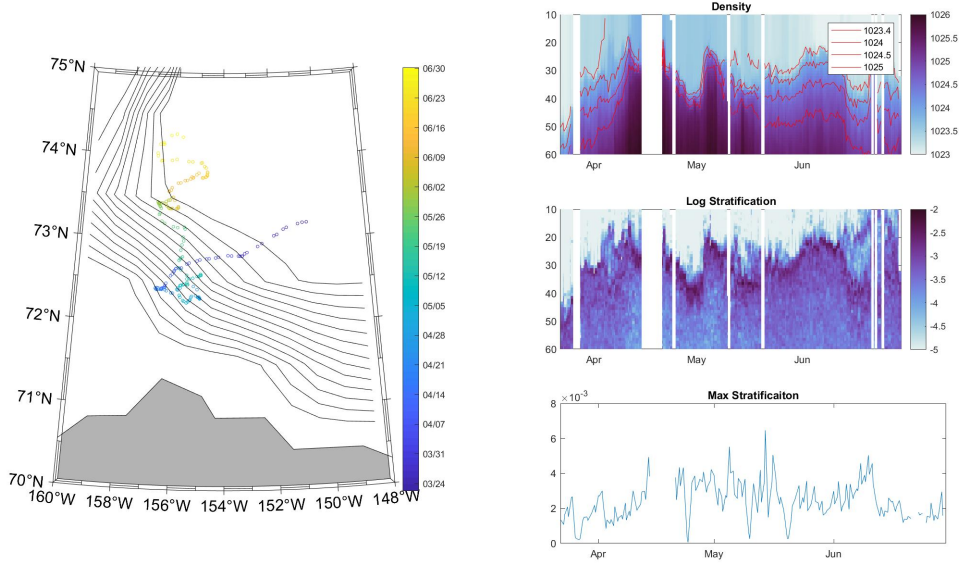 75°N
74°N
73°N
72°N
71°N
70°N
160°W
158°W
156°W
154°W
152°W
150°W
148°W
06/30
06/23
06/16
06/09
06/02
05/26
05/19
05/12
05/05
04/28
04/21
04/14
04/07
03/31
03/24
Density
10
20
30
40
50
60
Apr
May
Jun
1023.4
1024
1024.5
1025
1026
1025.5
1025
1024.5
1024
1023.5
1023
Log Stratification
10
20
30
40
50
60
Apr
May
Jun
-2
-2.5
-3
-3.5
-4
-4.5
-5
Max Stratificaiton
×10⁻³
8
6
4
2
0
Apr
May
Jun